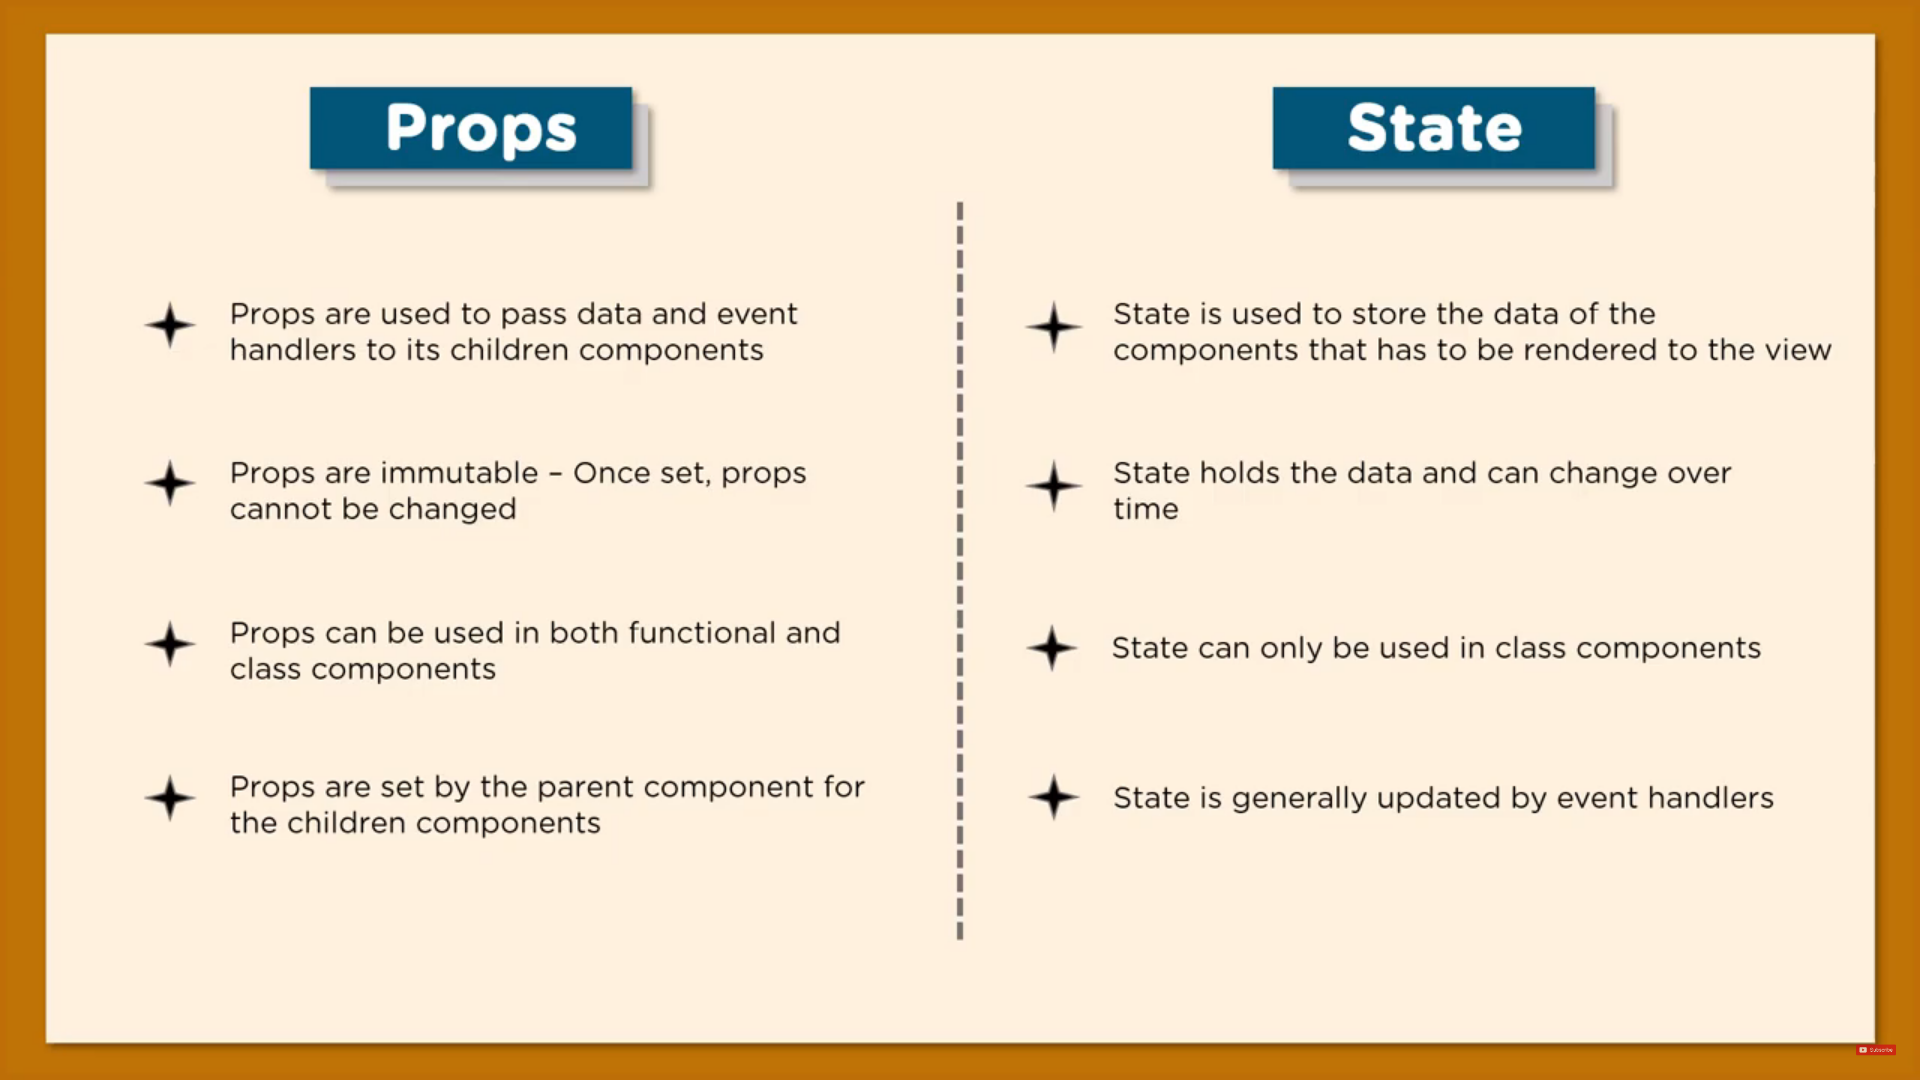 Props
Props are used to pass data and event
handlers to its children components
Props are immutable – Once set, props
cannot be changed
Props can be used in both functional and
class components
Props are set by the parent component for
the children components
State
State is used to store the data of the
components that has to be rendered to the view
State holds the data and can change over
time
State can only be used in class components
State is generally updated by event handlers
Subscribe